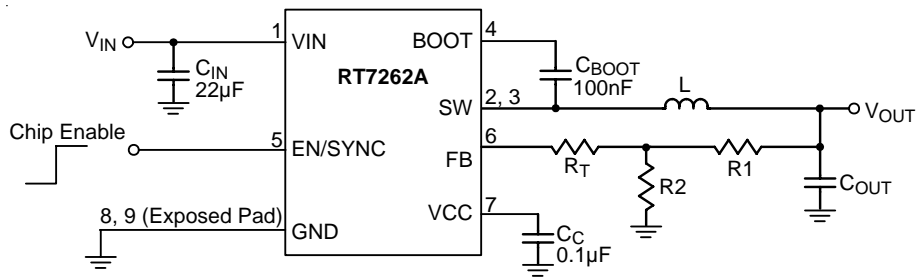 VIN
CIN
22µF
Chip Enable
8, 9 (Exposed Pad)
1
VIN
5
EN/SYNC
GND
RT7262A
BOOT
4
SW
2, 3
FB
6
VCC
7
CBOOT
100nF
L
VOUT
RT
R2
R1
COUT
CC
0.1µF